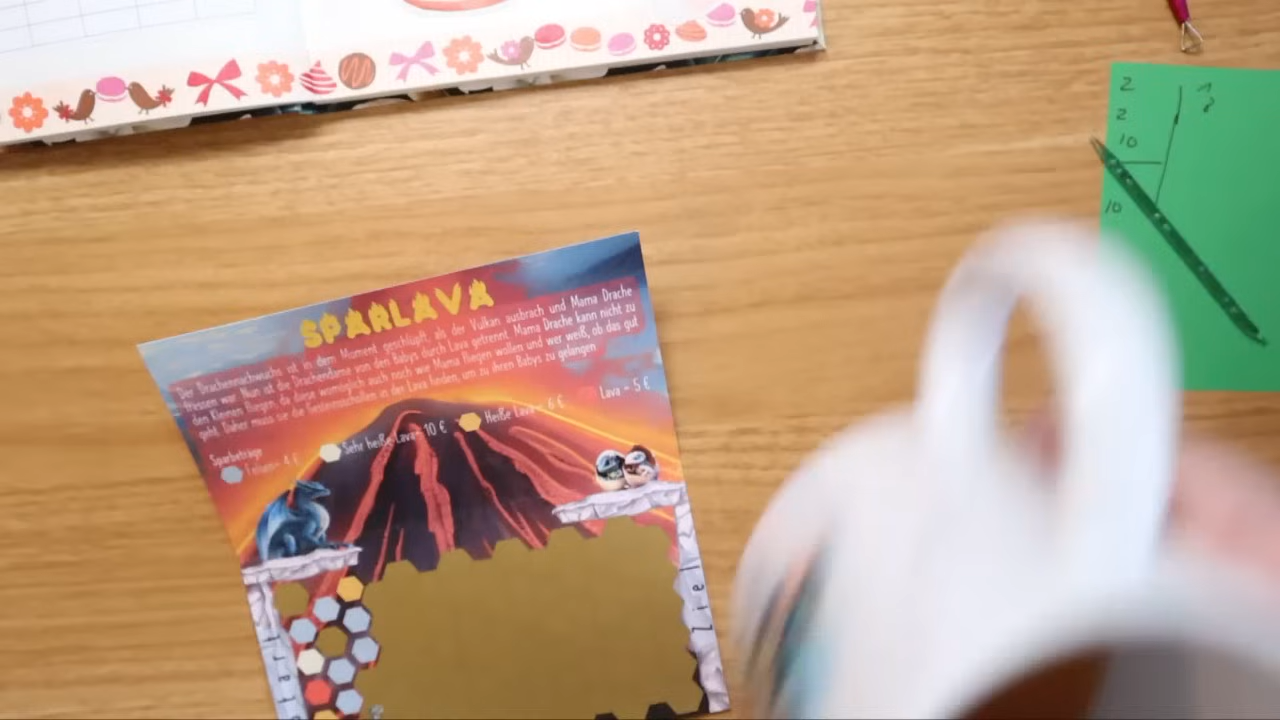 2
2
10
10
SPARLAVA
Der Drachennachwuchs ist in dem Moment geschlüpft, als der Vulkan ausbrach und Mama Drache
fressen war. Nun ist die Drachendame von den Babys durch Lava getrennt. Mama Drache kann nicht zu
den Kleinen fliegen, da diese womöglich auch noch wie Mama fliegen wollen und wer weiß, ob das gut
geht. Daher muss sie die Gesteinsschollen in der Lava finden, um zu ihren Babys zu gelangen.
Sparbeträge
Felsen= 4 €
Sehr heiße Lava= 10 €
Heiße Lava= 6 €
Lava = 5 €
Ziel